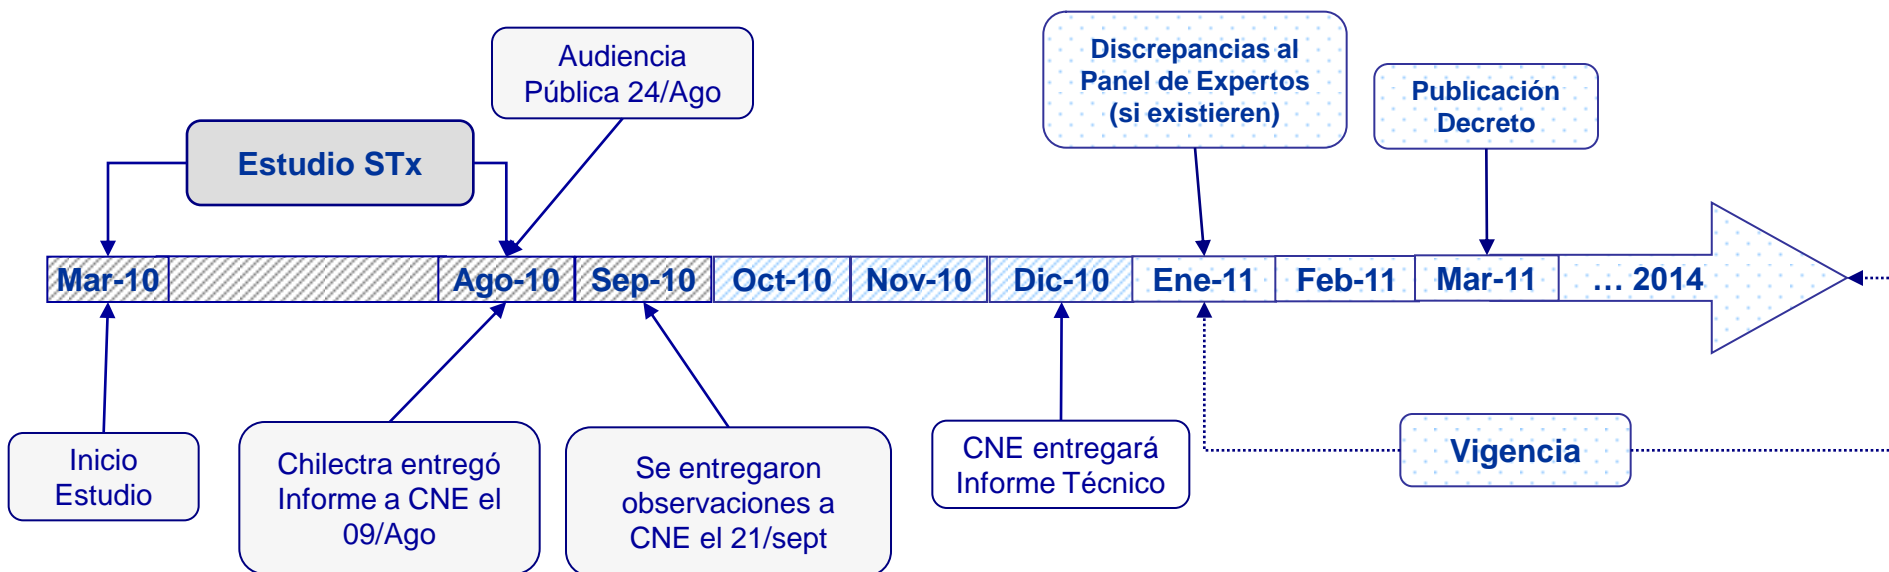 Audiencia
Pública 24/Ago
Discrepancias al
Panel de Expertos
(si existieren)
Publicación
Decreto
Estudio STx
Mar-10
Ago-10
Sep-10
Oct-10
Nov-10
Dic-10
Ene-11
Feb-11
Mar-11
… 2014
Inicio
Estudio
Chilectra entregó
Informe a CNE el
09/Ago
Se entregaron
observaciones a
CNE el 21/sept
CNE entregará
Informe Técnico
Vigencia